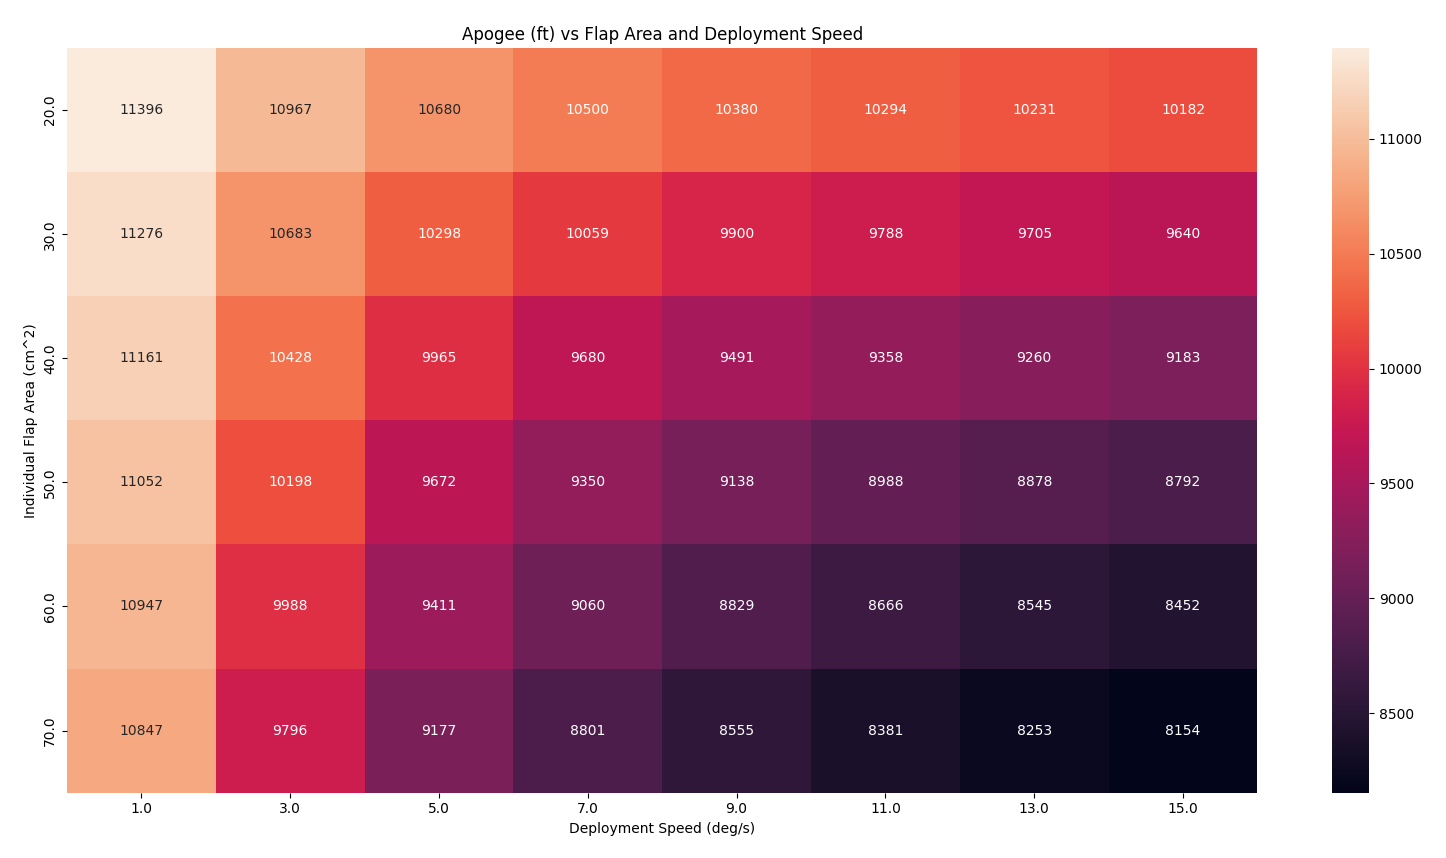 Apogee (ft) vs Flap Area and Deployment Speed
Individual Flap Area (cm^2)
20.0 11396 10967 10680 10500 10380 10294 10231 10182
30.0 11276 10683 10298 10059 9900 9788 9705 9640
40.0 11161 10428 9965 9680 9491 9358 9260 9183
50.0 11052 10198 9672 9350 9138 8988 8878 8792
60.0 10947 9988 9411 9060 8829 8666 8545 8452
70.0 10847 9796 9177 8801 8555 8381 8253 8154
1.0 3.0 5.0 7.0 9.0 11.0 13.0 15.0
Deployment Speed (deg/s)
11000
10500
10000
9500
9000
8500